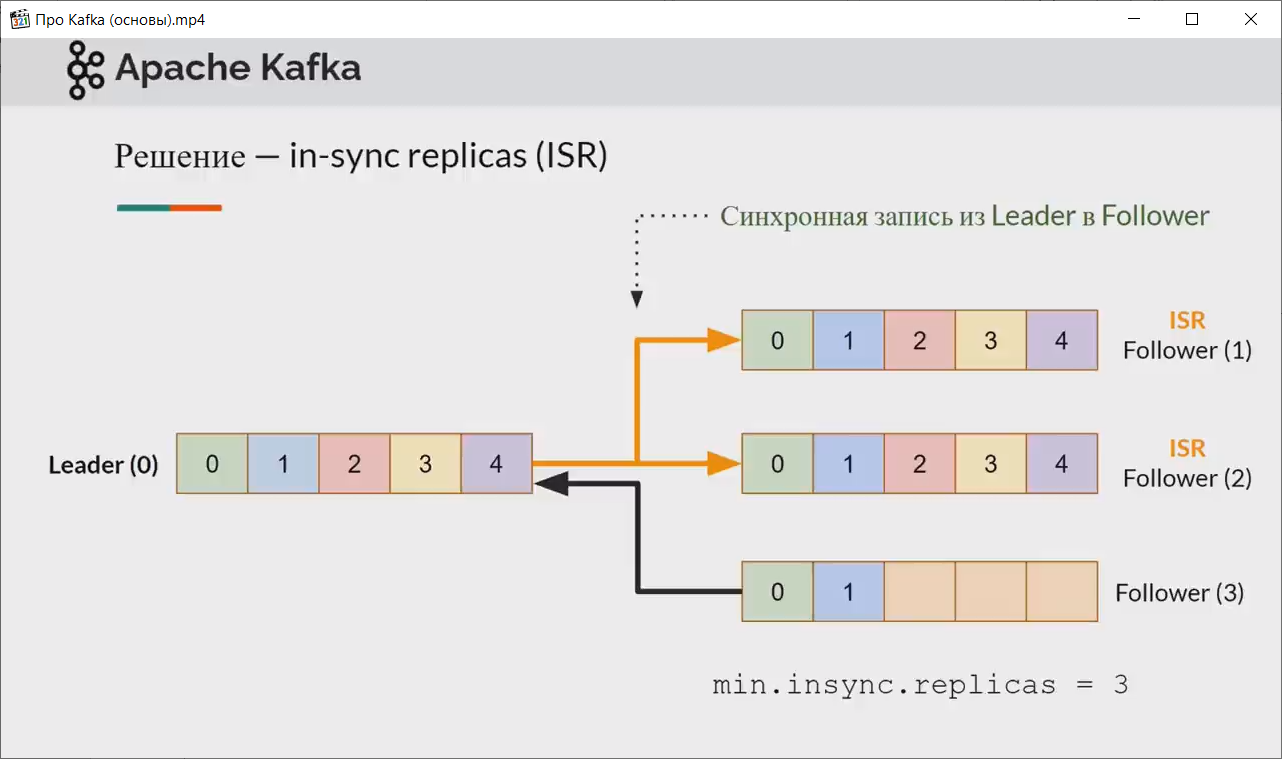 Про Kafka (основы).mp4
Apache Kafka
Решение — in-sync replicas (ISR)
Синхронная запись из Leader в Follower
0 1 2 3 4
ISR
Follower (1)
Leader (0)
0 1 2 3 4
0 1 2 3 4
ISR
Follower (2)
0 1
Follower (3)
min.insync.replicas = 3